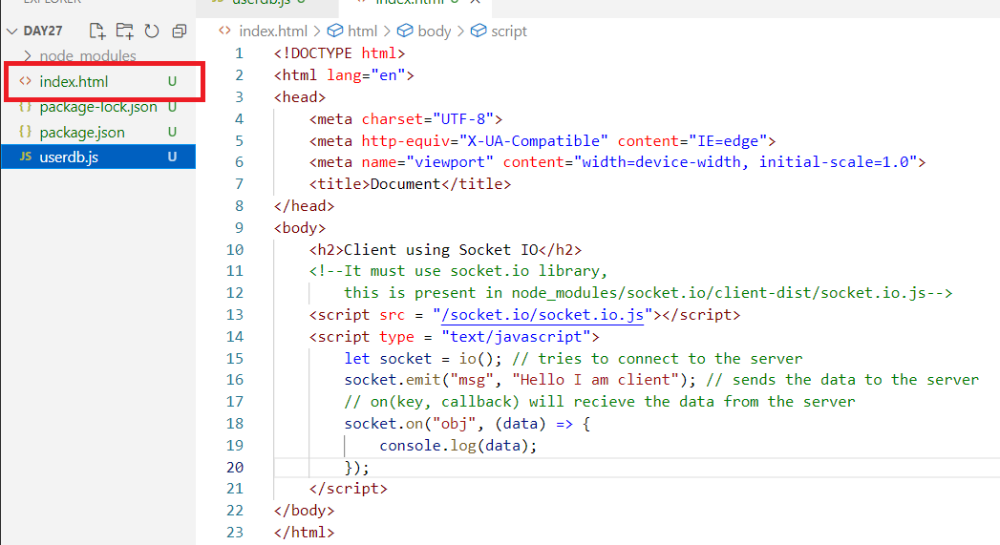 EXPLORER
userdb.js U
index.html U
DAY27
node_modules
index.html U
package-lock.json U
package.json U
JS userdb.js U
index.html > html > body > script
1 <!DOCTYPE html>
2 <html lang="en">
3 <head>
4 <meta charset="UTF-8">
5 <meta http-equiv="X-UA-Compatible" content="IE=edge">
6 <meta name="viewport" content="width=device-width, initial-scale=1.0">
7 <title>Document</title>
8 </head>
9 <body>
10 <h2>Client using Socket IO</h2>
11 <!--It must use socket.io library,
12 this is present in node_modules/socket.io/client-dist/socket.io.js-->
13 <script src = "/socket.io/socket.io.js"></script>
14 <script type = "text/javascript">
15 let socket = io(); // tries to connect to the server
16 socket.emit("msg", "Hello I am client"); // sends the data to the server
17 // on(key, callback) will recieve the data from the server
18 socket.on("obj", (data) => {
19 console.log(data);
20 });
21 </script>
22 </body>
23 </html>